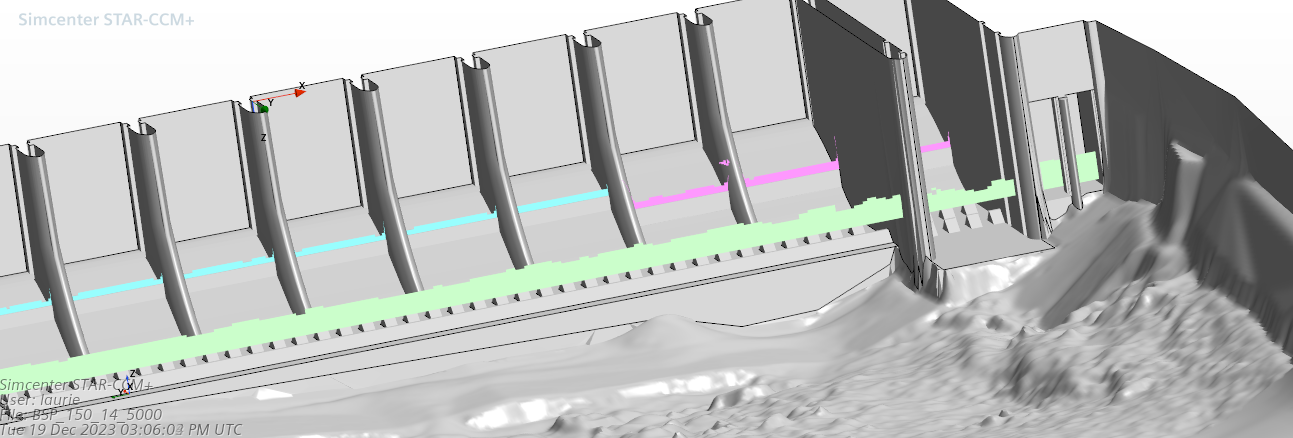 Simcenter STAR-CCM+
X
Y
Z
Z
X
Y
Simcenter STAR-CCM+
User: laurie
File: BSP_150_14_5000
Tue 19 Dec 2023 03:06:03 PM UTC